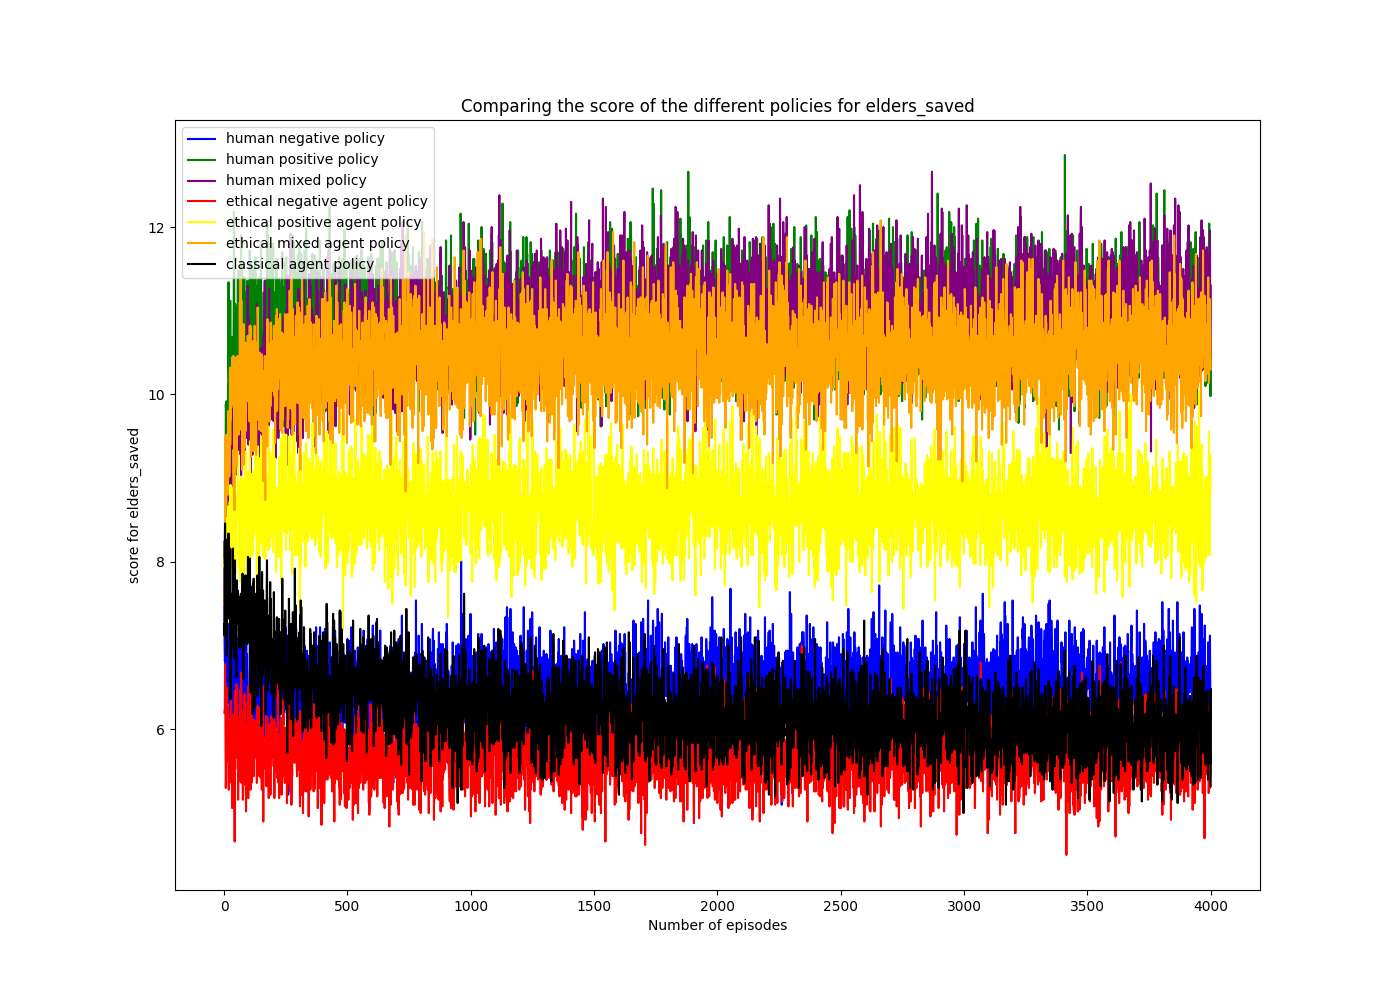 Comparing the score of the different policies for elders_saved
human negative policy
human positive policy
human mixed policy
ethical negative agent policy
ethical positive agent policy
ethical mixed agent policy
classical agent policy
12
10
8
6
score for elders_saved
0 500 1000 1500 2000 2500 3000 3500 4000
Number of episodes